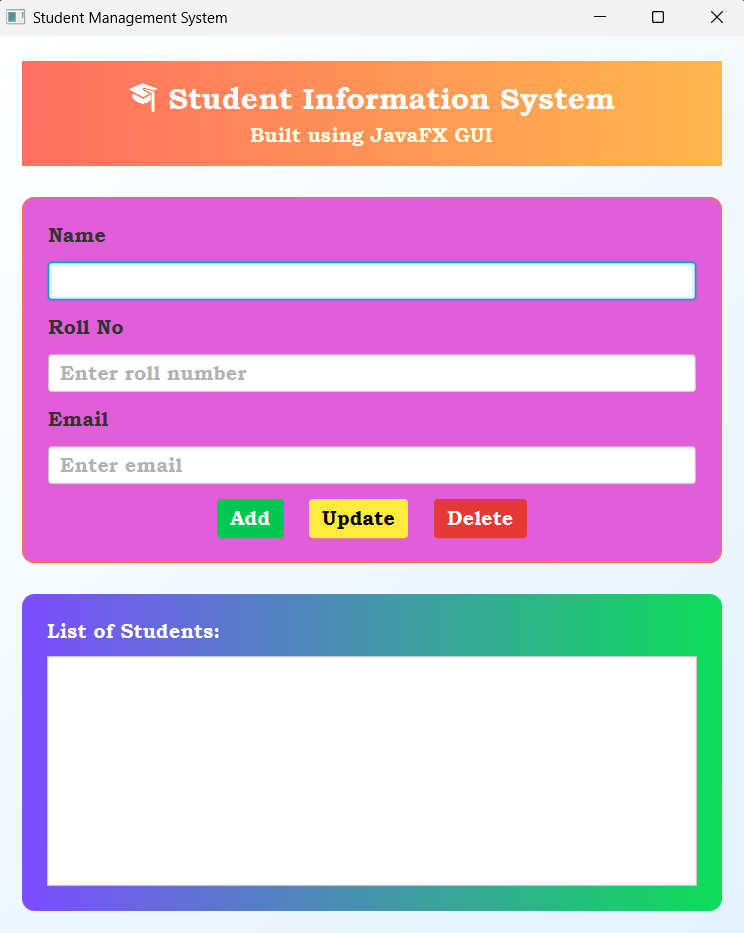 Student Management System
🎓 Student Information System
Built using JavaFX GUI
Name
Roll No
Enter roll number
Email
Enter email
Add Update Delete
List of Students: